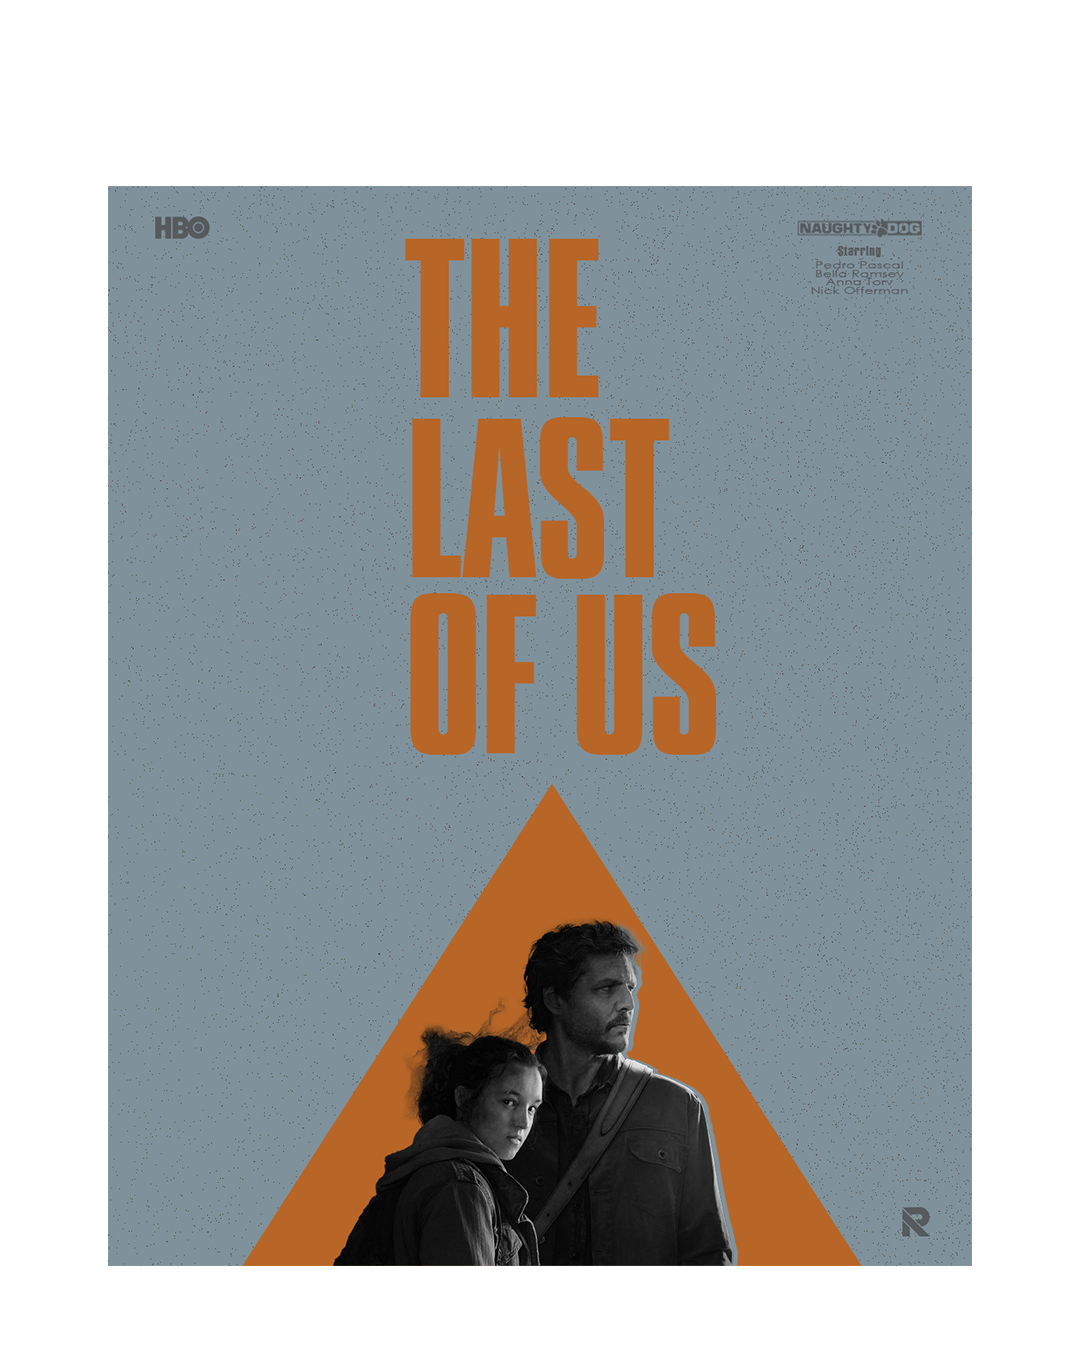 HBO
NAUGHTY DOG
Starring
Pedro Pascal
Bella Ramsey
Anna Torv
Nick Offerman
THE
LAST
OF US
R